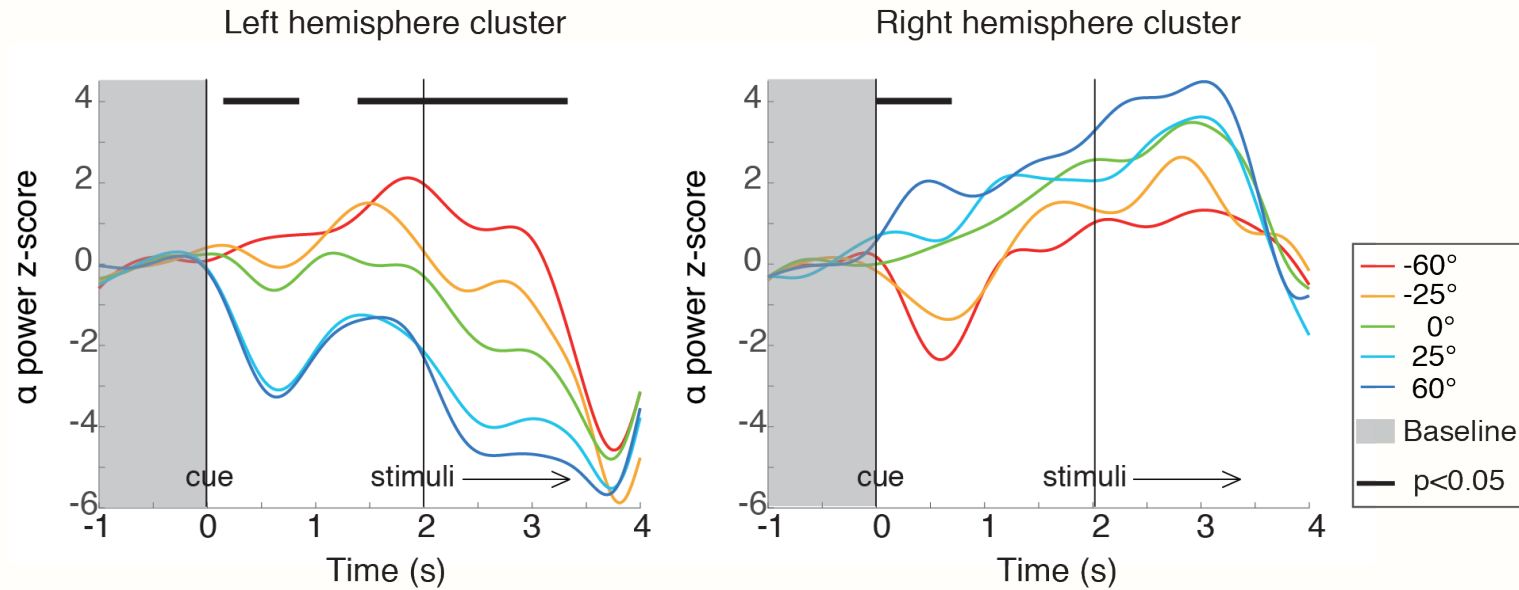 Left hemisphere cluster
Right hemisphere cluster
α power z-score
4
2
0
-2
-4
-6
cue
stimuli
-1
0
1
2
3
4
Time (s)
α power z-score
4
2
0
-2
-4
-6
cue
stimuli
-1
0
1
2
3
4
Time (s)
-60°
-25°
0°
25°
60°
Baseline
p<0.05